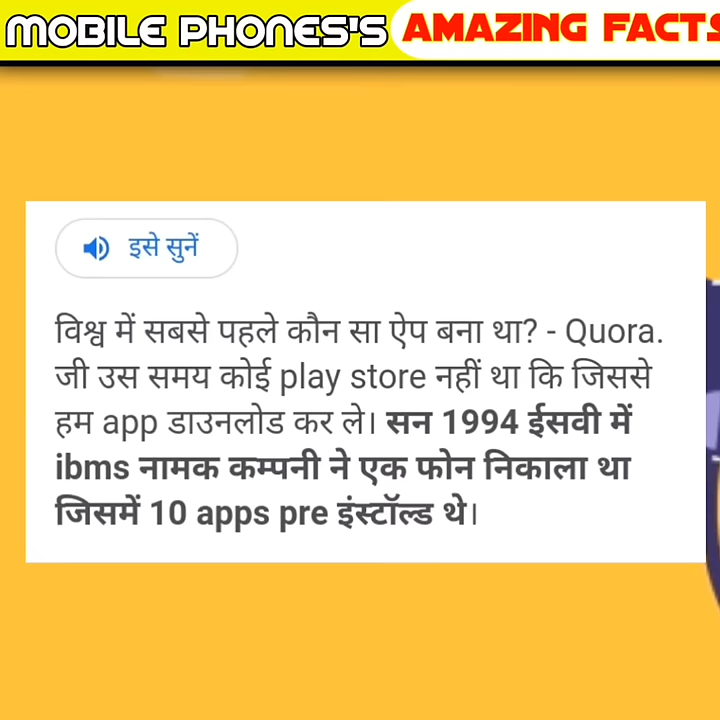 MOBILE PHONES'S AMAZING FACTS
इसे सुनें
विश्व में सबसे पहले कौन सा ऐप बना था? - Quora.
जी उस समय कोई play store नहीं था कि जिससे
हम app डाउनलोड कर ले। सन 1994 ईसवी में
ibms नामक कम्पनी ने एक फोन निकाला था
जिसमें 10 apps pre इंस्टॉल्ड थे।